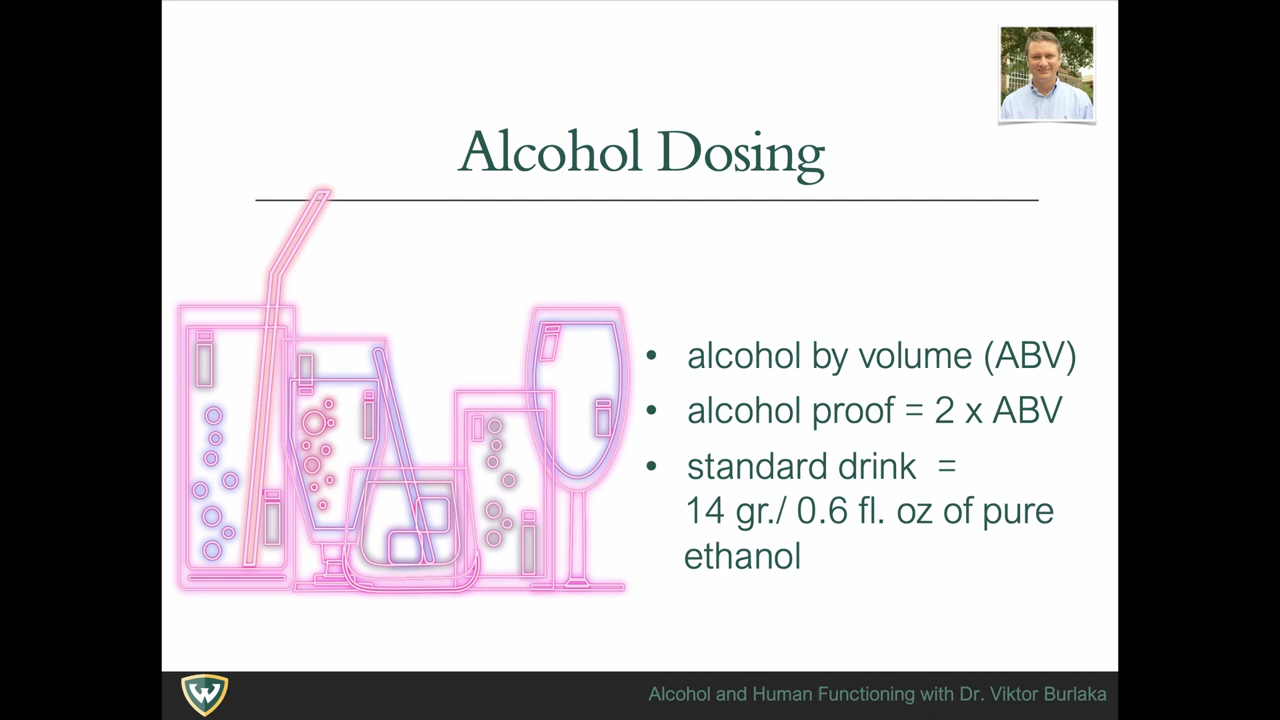 Alcohol Dosing
• alcohol by volume (ABV)
• alcohol proof = 2 x ABV
• standard drink =
14 gr./ 0.6 fl. oz of pure
ethanol
W
Alcohol and Human Functioning with Dr. Viktor Burlaka